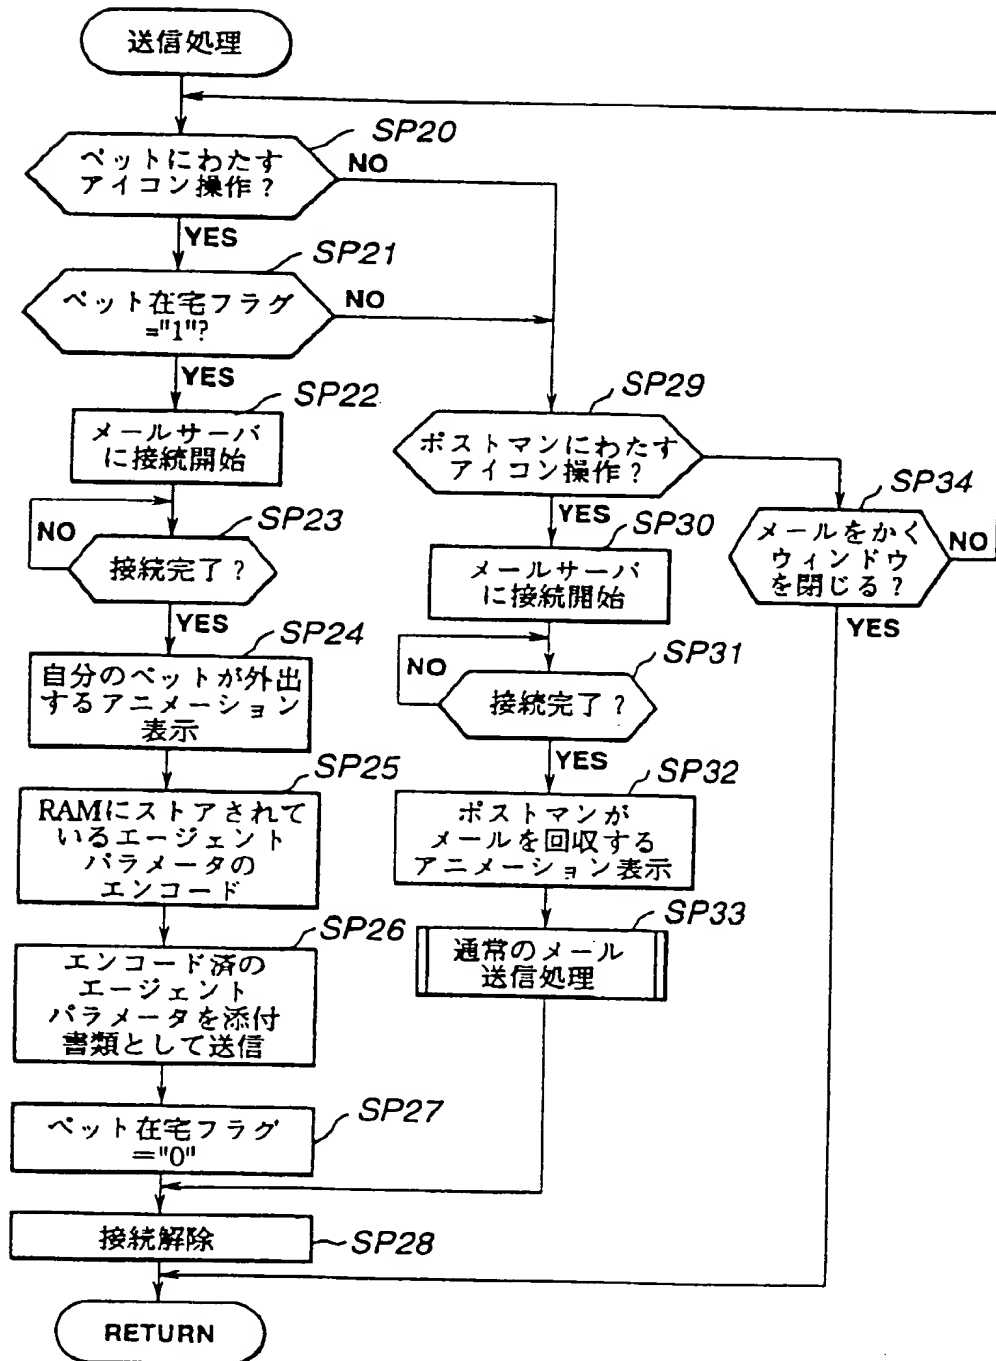 送信処理
SP20
ペットにわたす
アイコン操作?
NO
YES
SP21
ペット在宅フラグ
="1"?
NO
YES
SP22
メールサーバ
に接続開始
SP23
NO
接続完了?
YES
SP24
自分のペットが外出
するアニメーション
表示
SP25
RAMにストアされて
いるエージェント
パラメータの
エンコード
SP26
エンコード済の
エージェント
パラメータを添付
書類として送信
SP27
ペット在宅フラグ
="0"
接続解除
SP28
RETURN
SP29
ポストマンにわたす
アイコン操作?
YES
SP30
メールサーバ
に接続開始
SP31
NO
接続完了?
YES
SP32
ポストマンが
メールを回収する
アニメーション表示
SP33
通常のメール
送信処理
SP34
メールをかく
ウィンドウ
を閉じる?
NO
YES